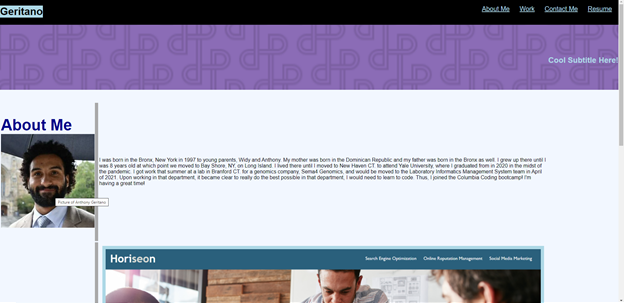 Geritano
About Me Work Contact Me Resume
Cool Subtitle Here!
About Me
I was born in the Bronx, New York in 1997 to young parents, Widy and Anthony. My mother was born in the Dominican Republic and my father was born in the Bronx as well. I grew up there until I
was 8 years old at which point we moved to Bay Shore, NY. on Long Island. I lived there until I moved to New Haven CT. to attend Yale University, where I graduated from in 2020 in the midst of
the pandemic. I got work that summer at a lab in Branford CT. for a genomics company, Sema4 Genomics, and would be moved to the Laboratory Informatics Management System team in April
of 2021. Upon working in that department, it became clear to really do the best possible in that department, I would need to learn to code. Thus, I joined the Columbia Coding bootcamp! I'm
having a great time!
Picture of Anthony Geritano
Horiseon
Search Engine Optimization Online Reputation Management Social Media Marketing